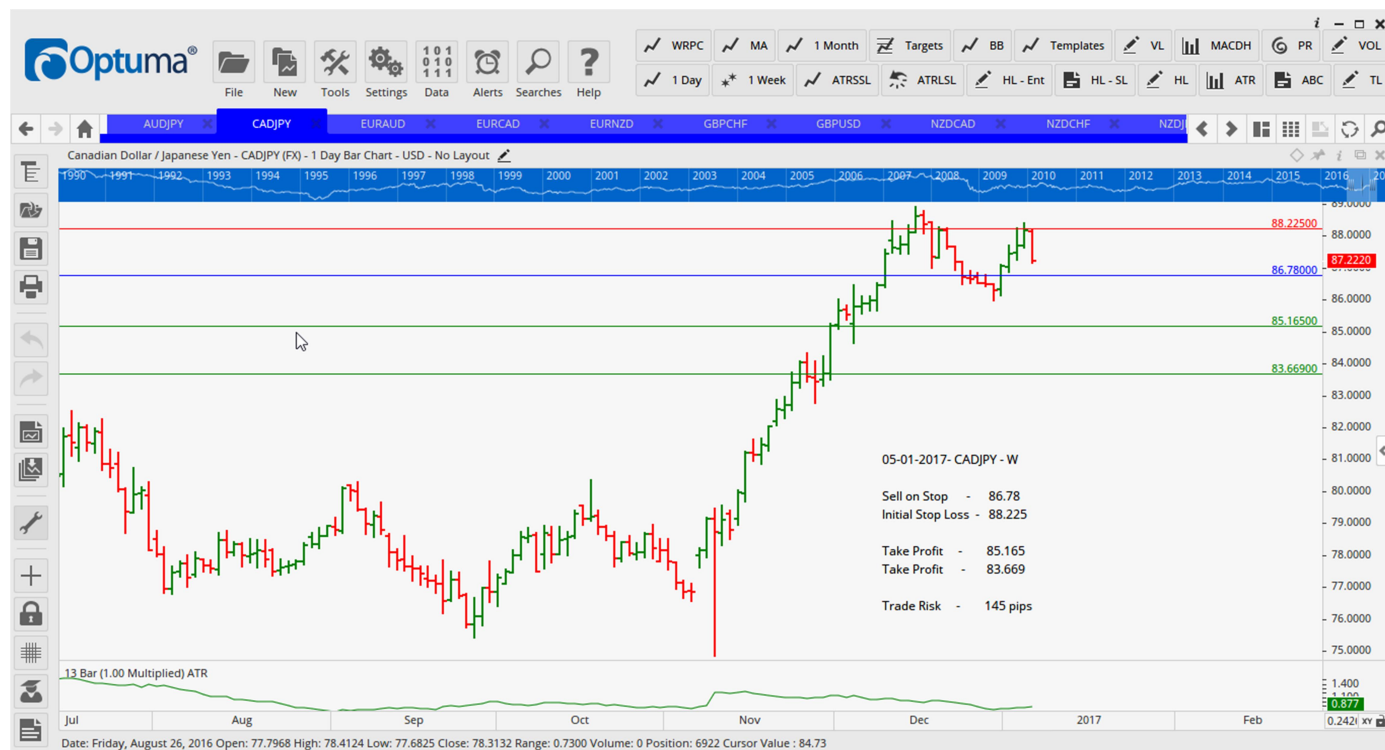 i
Optuma®
WRPC MA 1 Month Targets BB Templates VL MACDH PR VOL
1 Day 1 Week ATRSSL ATRLSL HL - Ent HL - SL HL ATR ABC TL
101
010
111
File New Tools Settings Data Alerts Searches Help
AUDJPY CADJPY EURAUD EURCAD EURNZD GBPCHF GBPUSD NZDCAD NZDCHF
Canadian Dollar / Japanese Yen - CADJPY (FX) - 1 Day Bar Chart - USD - No Layout
1990 1991 1992 1993 1994 1995 1996 1997 1998 1999 2000 2001 2002 2003 2004 2005 2006 2007 2008 2009 2010 2011 2012 2013 2014 2015 2016
89.0000
88.22500
88.0000
87.2220
86.78000
86.0000
85.16500
85.0000
84.0000
83.66900
83.0000
82.0000
81.0000
80.0000
79.0000
78.0000
77.0000
76.0000
75.0000
05-01-2017- CADJPY - W
Sell on Stop - 86.78
Initial Stop Loss - 88.225
Take Profit - 85.165
Take Profit - 83.669
Trade Risk - 145 pips
13 Bar (1.00 Multiplied) ATR
1.400
0.877
Jul Aug Sep Oct Nov Dec 2017 Feb XY
Date: Friday, August 26, 2016 Open: 77.7968 High: 78.4124 Low: 77.6825 Close: 78.3132 Range: 0.7300 Volume: 0 Position: 6922 Cursor Value : 84.73